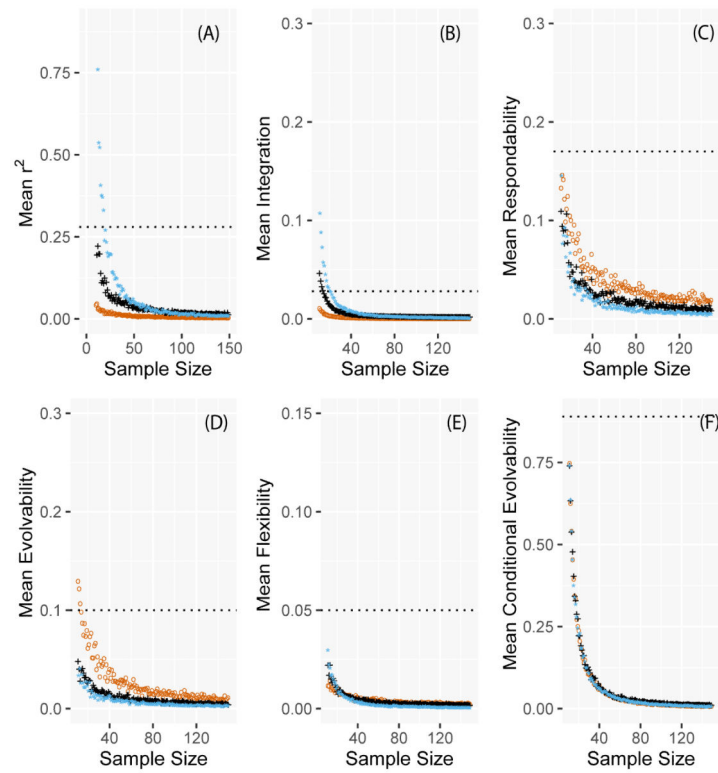 (A)
Mean r²
0.75
0.50
0.25
0.00
0 50 100 150
Sample Size
(B)
Mean Integration
0.3
0.2
0.1
0.0
40 80 120
Sample Size
(C)
Mean Respondability
0.3
0.2
0.1
0.0
40 80 120
Sample Size
(D)
Mean Evolvability
0.3
0.2
0.1
0.0
40 80 120
Sample Size
(E)
Mean Flexibility
0.15
0.10
0.05
0.00
40 80 120
Sample Size
(F)
Mean Conditional Evolvability
0.75
0.50
0.25
0.00
40 80 120
Sample Size